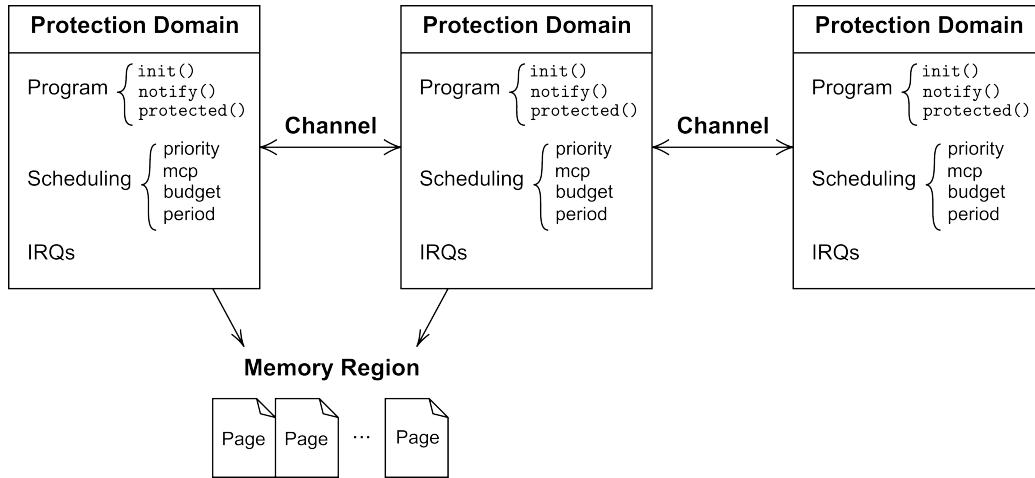 Protection Domain
Program
init()
notify()
protected()
Scheduling
priority
mcp
budget
period
IRQs
Channel
Protection Domain
Program
init()
notify()
protected()
Scheduling
priority
mcp
budget
period
IRQs
Channel
Protection Domain
Program
init()
notify()
protected()
Scheduling
priority
mcp
budget
period
IRQs
Memory Region
Page
Page
...
Page